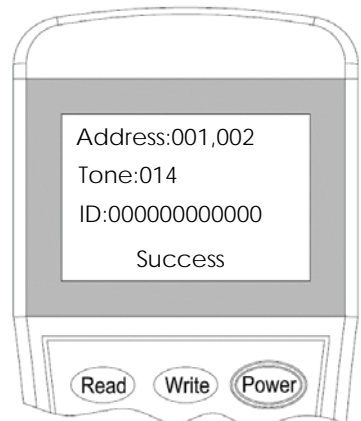 Address:001,002
Tone:014
ID:000000000000
Success
Read Write Power